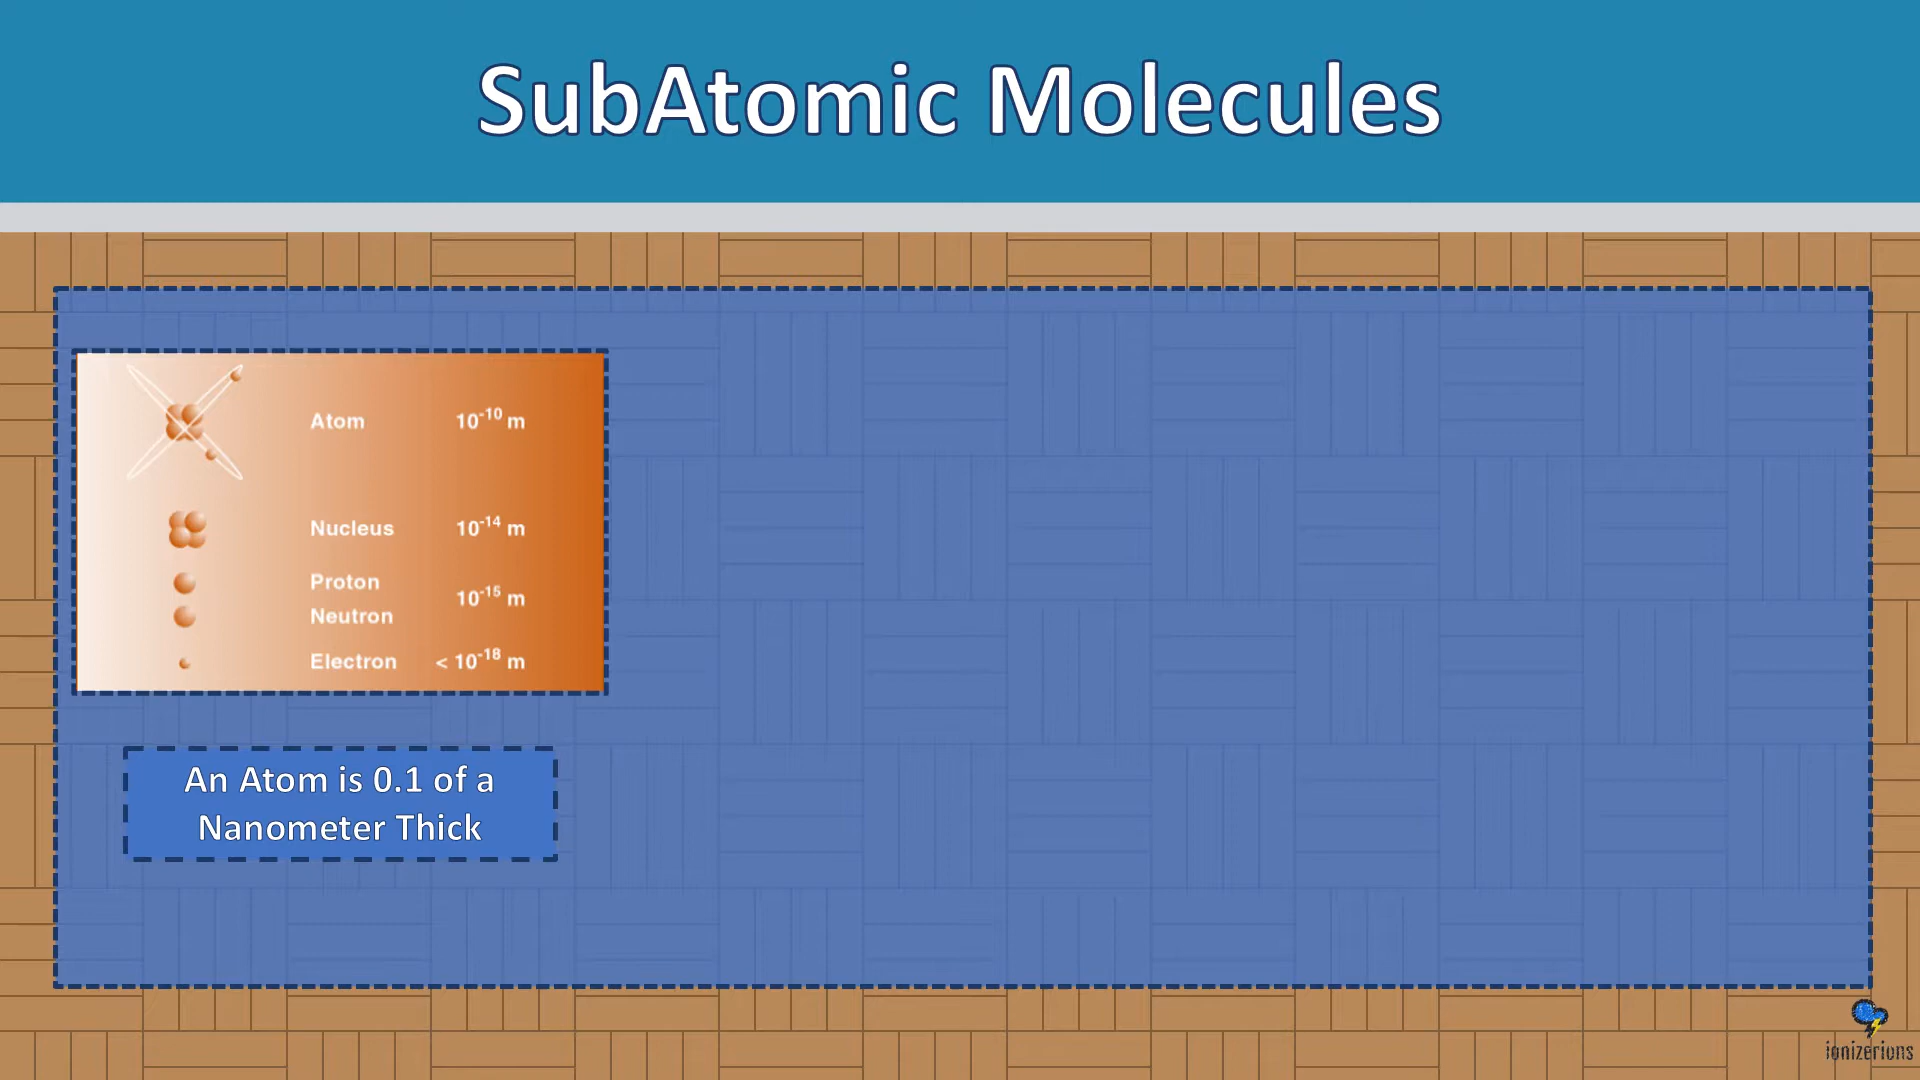 SubAtomic Molecules
Atom 10⁻¹⁰ m
Nucleus 10⁻¹⁴ m
Proton
10⁻¹⁵ m
Neutron
Electron < 10⁻¹⁸ m
An Atom is 0.1 of a
Nanometer Thick
ionizerions